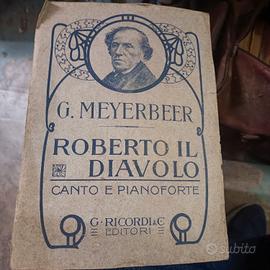 G. MEYERBEER
ROBERTO IL
DIAVOLO
CANTO E PIANOFORTE
G. RICORDI & C.
EDITORI
subito